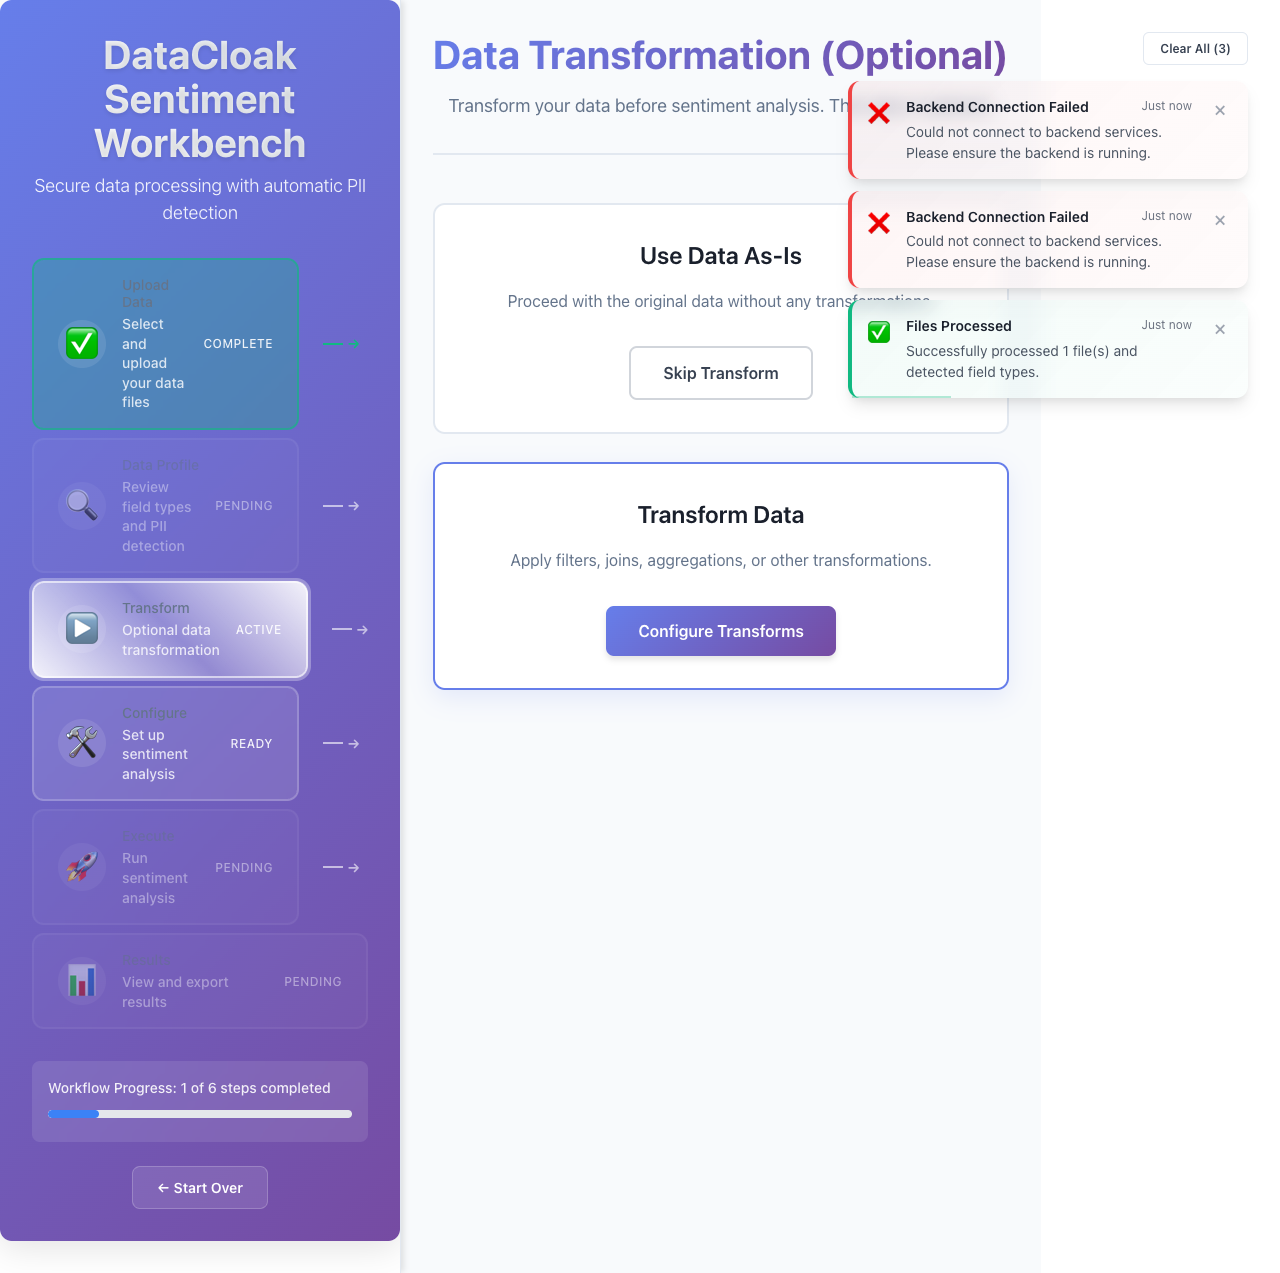 DataCloak
Sentiment
Workbench
Secure data processing with automatic PII
detection
Upload
Data
Select
and
upload
your data
files
COMPLETE
Data Profile
Review
field types
and PII
detection
PENDING
Transform
Optional data
transformation
ACTIVE
Configure
Set up
sentiment
analysis
READY
Run
sentiment
analysis
PENDING
View and export
results
PENDING
Workflow Progress: 1 of 6 steps completed
← Start Over
Data Transformation (Optional)
Transform your data before sentiment analysis.
Use Data As-Is
Proceed with the original data without any transformations.
Skip Transform
Transform Data
Apply filters, joins, aggregations, or other transformations.
Configure Transforms
Clear All (3)
Backend Connection Failed
Just now
×
Could not connect to backend services.
Please ensure the backend is running.
Backend Connection Failed
Just now
×
Could not connect to backend services.
Please ensure the backend is running.
Files Processed
Just now
×
Successfully processed 1 file(s) and
detected field types.